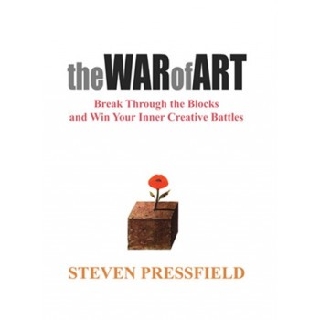 theWARofART
Break Through the Blocks
and Win Your Inner Creative Battles
STEVEN PRESSFIELD